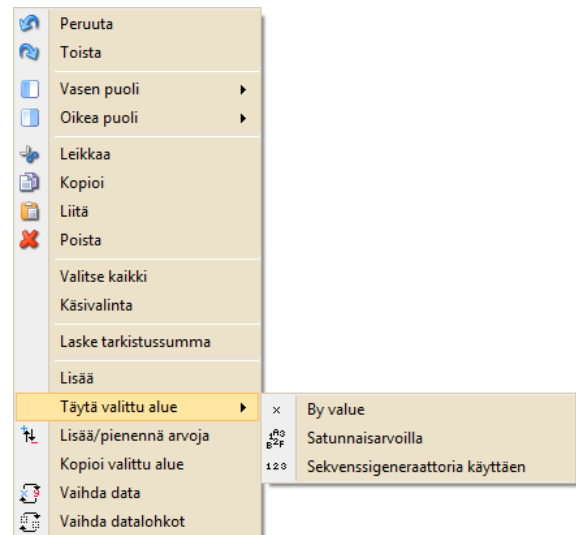 Peruuta
Toista
Vasen puoli
Oikea puoli
Leikkaa
Kopioi
Liitä
Poista
Valitse kaikki
Käsivalinta
Laske tarkistussumma
Lisää
Täytä valittu alue
By value
Lisää/pienennä arvoja
Satunnaisarvoilla
Kopioi valittu alue
Sekvenssigeneraattoria käyttäen
Vaihda data
Vaihda datalohkot